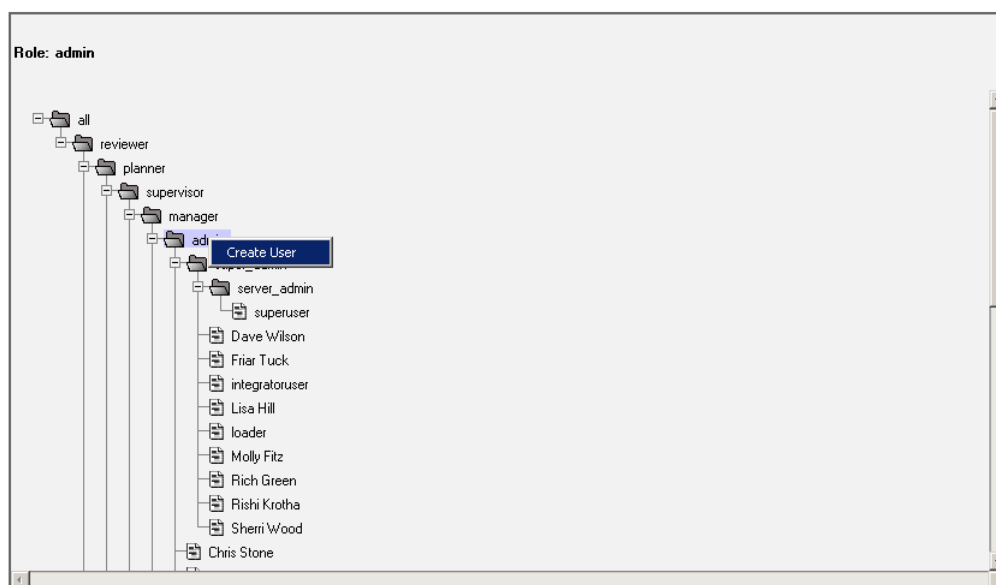 Role: admin
all
reviewer
planner
supervisor
manager
Create User
server_admin
superuser
Dave Wilson
Friar Tuck
integratoruser
Lisa Hill
loader
Molly Fitz
Rich Green
Rishi Krotha
Sherri Wood
Chris Stone